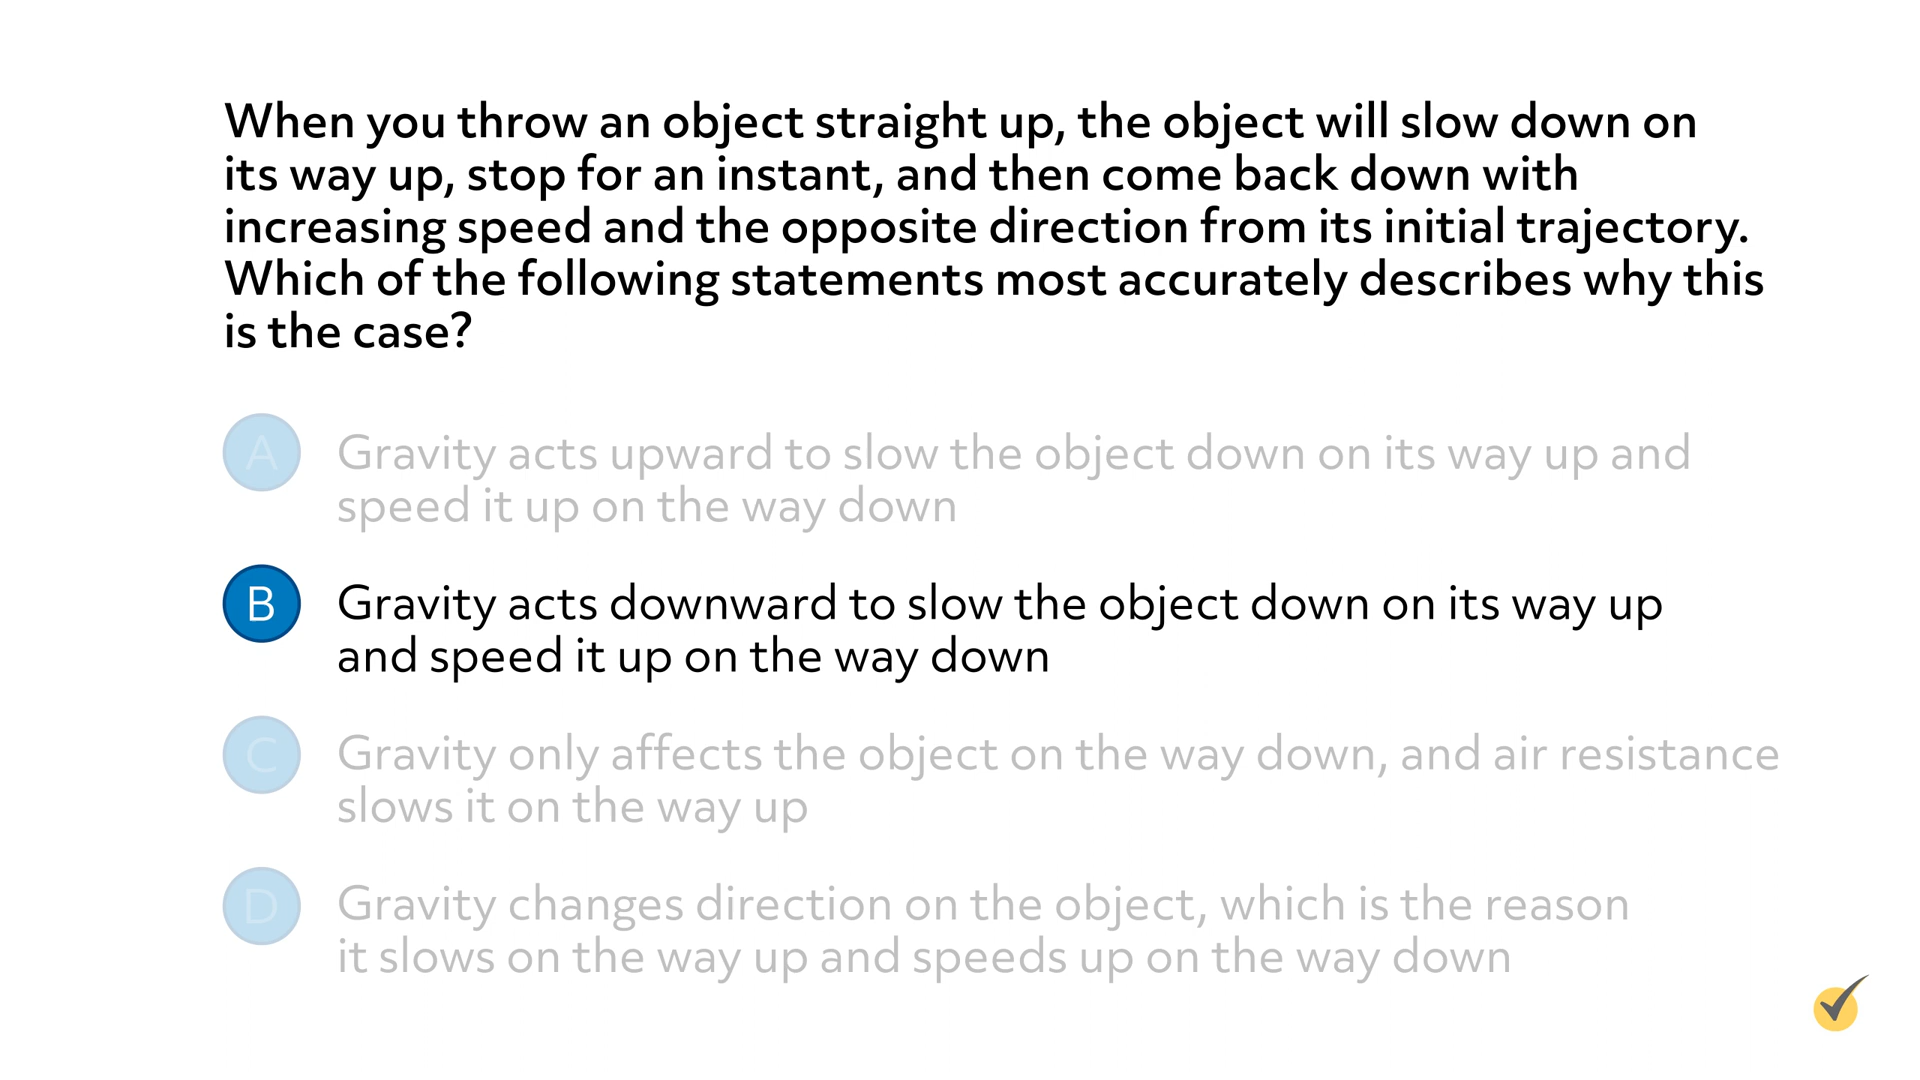 When you throw an object straight up, the object will slow down on
its way up, stop for an instant, and then come back down with
increasing speed and the opposite direction from its initial trajectory.
Which of the following statements most accurately describes why this
is the case?
A Gravity acts upward to slow the object down on its way up and
speed it up on the way down
B Gravity acts downward to slow the object down on its way up
and speed it up on the way down
C Gravity only affects the object on the way down, and air resistance
slows it on the way up
D Gravity changes direction on the object, which is the reason
it slows on the way up and speeds up on the way down